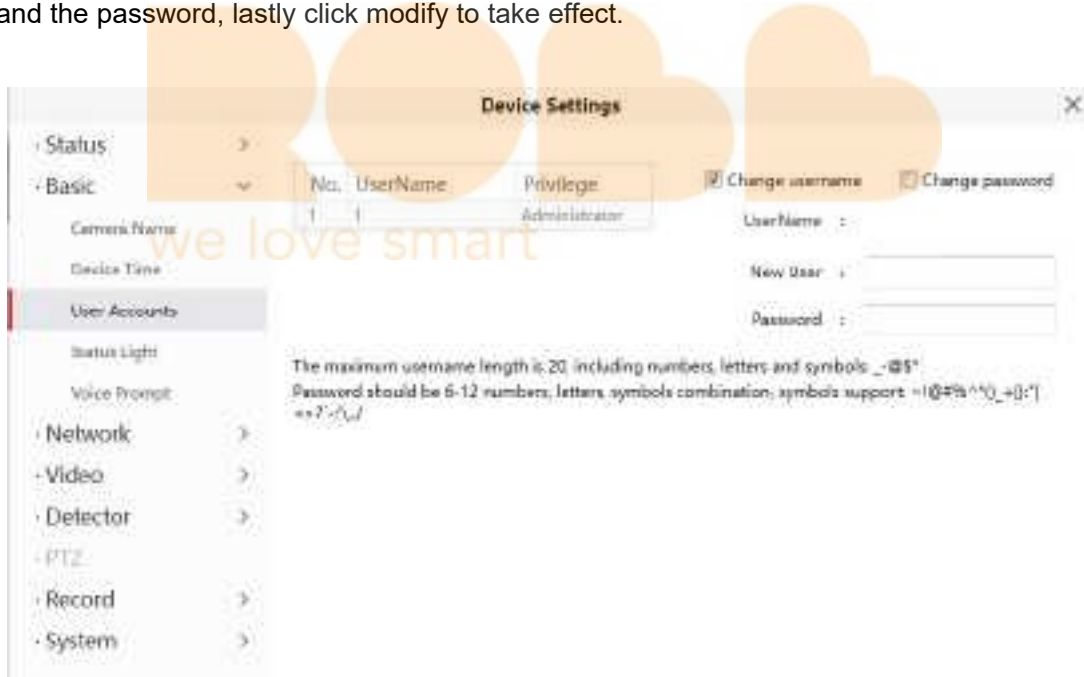 and the password, lastly click modify to take effect.
ROBB
we love smart
Device Settings
Status
Basic
Camera Name
Device Time
User Accounts
Status Light
Voice Prompt
Network
Video
Detector
PTZ
Record
System
No. UserName Privilege
1 1 Administrator
Change username Change password
UserName :
New User :
Password :
The maximum username length is 20, including numbers, letters and symbols _-@$*
Password should be 6-12 numbers, letters, symbols combination, symbols support